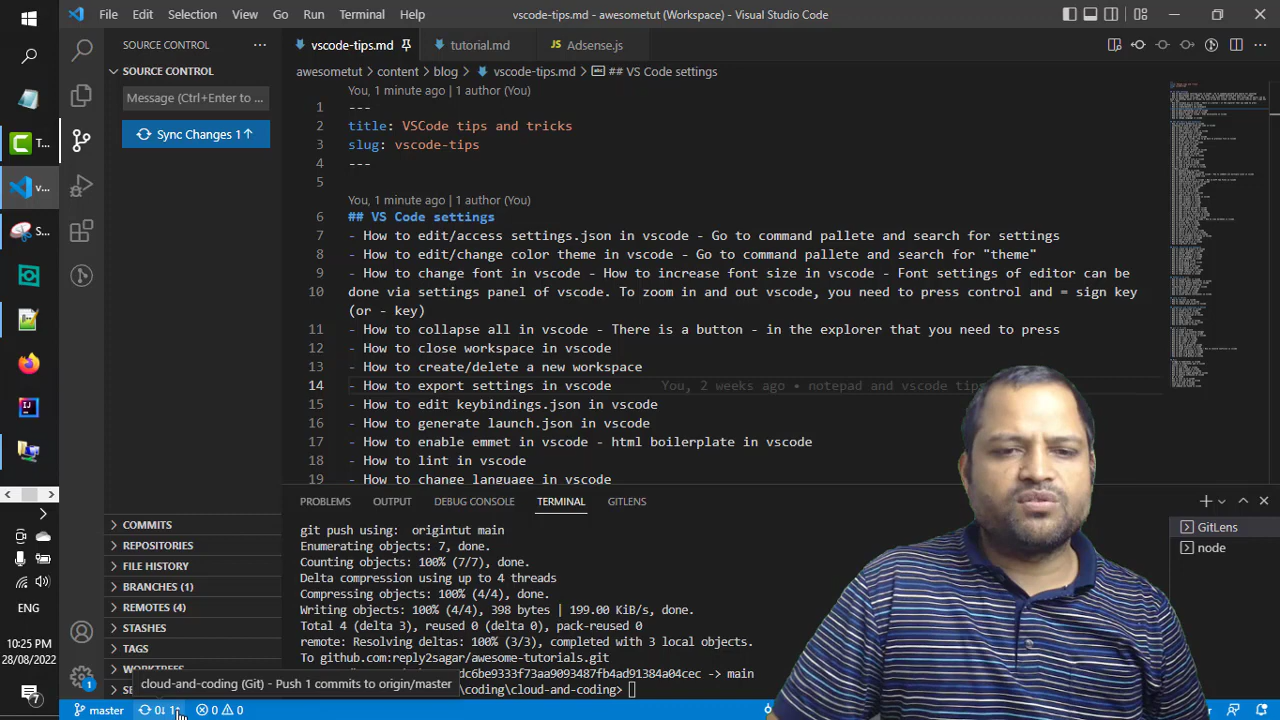 File Edit Selection View Go Run Terminal Help
vscode-tips.md - awesometut (Workspace) - Visual Studio Code
SOURCE CONTROL
vscode-tips.md
tutorial.md
JS Adsense.js
SOURCE CONTROL
Message (Ctrl+Enter to ...
Sync Changes 1↑
awesometut > content > blog > vscode-tips.md > ## VS Code settings
You, 1 minute ago | 1 author (You)
1 ---
2 title: VSCode tips and tricks
3 slug: vscode-tips
4 ---
5
You, 1 minute ago | 1 author (You)
6 ## VS Code settings
7 - How to edit/access settings.json in vscode - Go to command pallete and search for settings
8 - How to edit/change color theme in vscode - Go to command pallete and search for "theme"
9 - How to change font in vscode - How to increase font size in vscode - Font settings of editor can be
10 done via settings panel of vscode. To zoom in and out vscode, you need to press control and = sign key
(or - key)
11 - How to collapse all in vscode - There is a button - in the explorer that you need to press
12 - How to close workspace in vscode
13 - How to create/delete a new workspace
14 - How to export settings in vscode You, 2 weeks ago • notepad and vscode tips
15 - How to edit keybindings.json in vscode
16 - How to generate launch.json in vscode
17 - How to enable emmet in vscode - html boilerplate in vscode
18 - How to lint in vscode
19 - How to change language in vscode
T...
v...
S...
ENG
10:25 PM
28/08/2022
7
1
COMMITS
REPOSITORIES
FILE HISTORY
BRANCHES (1)
REMOTES (4)
STASHES
TAGS
WORKTREES
PROBLEMS OUTPUT DEBUG CONSOLE TERMINAL GITLENS
GitLens
node
git push using: origintut main
Enumerating objects: 7, done.
Counting objects: 100% (7/7), done.
Delta compression using up to 4 threads
Compressing objects: 100% (4/4), done.
Writing objects: 100% (4/4), 398 bytes | 199.00 KiB/s, done.
Total 4 (delta 3), reused 0 (delta 0), pack-reused 0
remote: Resolving deltas: 100% (3/3), completed with 3 local objects.
To github.com:reply2sagar/awesome-tutorials.git
awesome6bbe933987fb4ad91384a04cec -> main
cloud-and-coding (Git) - Push 1 commits to origin/master
coding\cloud-and-coding>
master 0↓ 1↑ 0 0